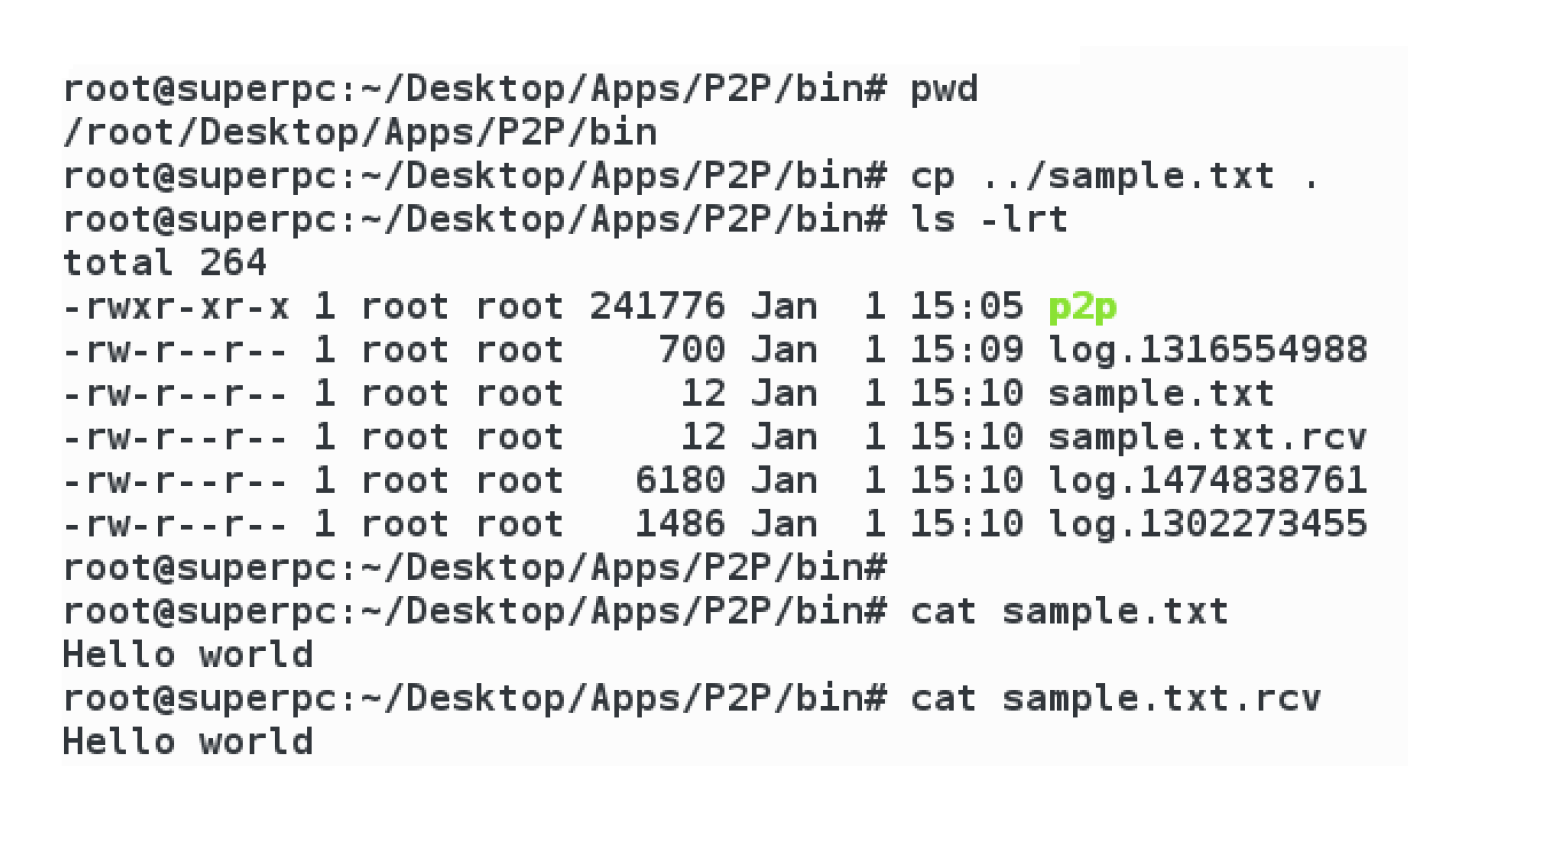 root@superpc:~/Desktop/Apps/P2P/bin# pwd
/root/Desktop/Apps/P2P/bin
root@superpc:~/Desktop/Apps/P2P/bin# cp ../sample.txt .
root@superpc:~/Desktop/Apps/P2P/bin# ls -lrt
total 264
-rwxr-xr-x 1 root root 241776 Jan  1 15:05 p2p
-rw-r--r-- 1 root root    700 Jan  1 15:09 log.1316554988
-rw-r--r-- 1 root root     12 Jan  1 15:10 sample.txt
-rw-r--r-- 1 root root     12 Jan  1 15:10 sample.txt.rcv
-rw-r--r-- 1 root root   6180 Jan  1 15:10 log.1474838761
-rw-r--r-- 1 root root   1486 Jan  1 15:10 log.1302273455
root@superpc:~/Desktop/Apps/P2P/bin#
root@superpc:~/Desktop/Apps/P2P/bin# cat sample.txt
Hello world
root@superpc:~/Desktop/Apps/P2P/bin# cat sample.txt.rcv
Hello world